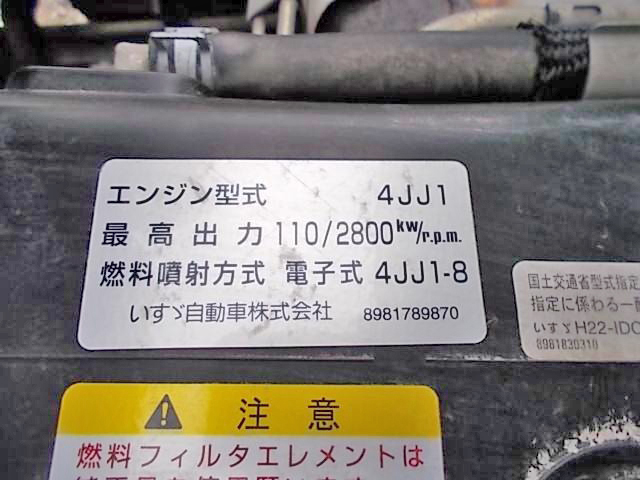 エンジン型式 4JJ1
最高出力 110/2800kW/r.p.m.
燃料噴射方式 電子式 4JJ1-8
いすゞ自動車株式会社 8981789870
国土交通省型式指定
指定に係わる一酸
いすゞH22-IDC
8981830310
注意
燃料フィルタエレメントは